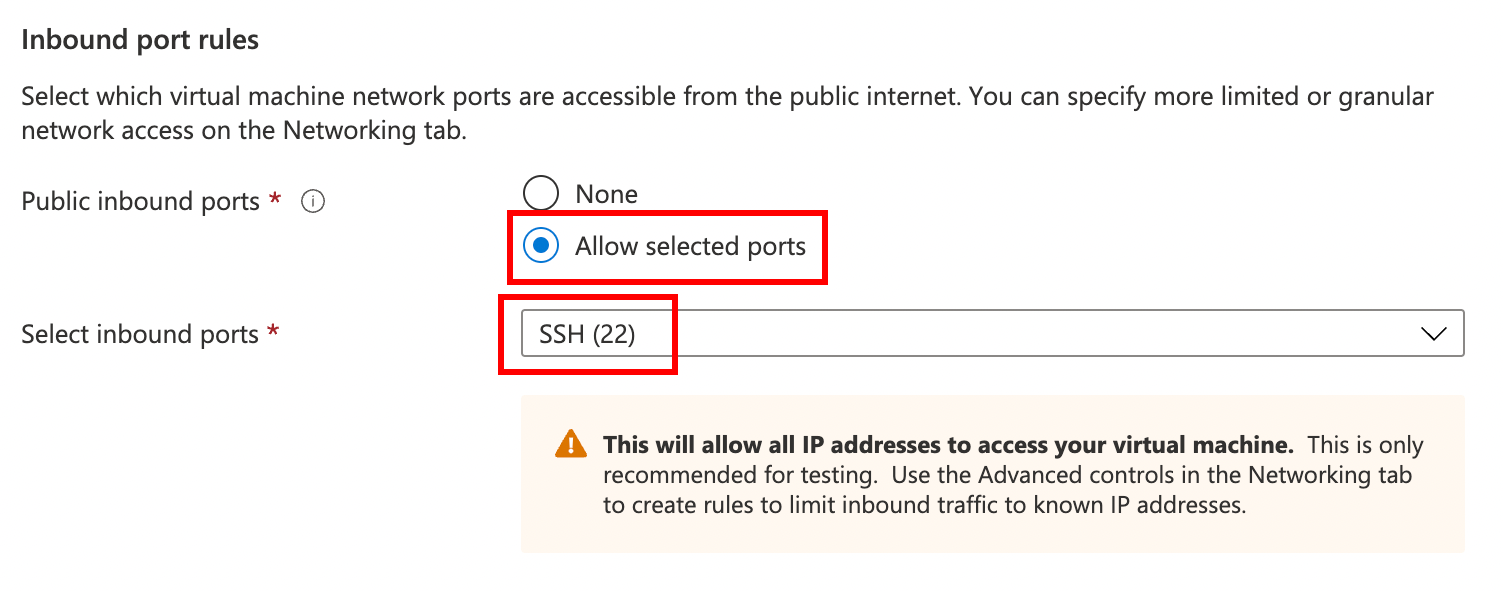 Inbound port rules
Select which virtual machine network ports are accessible from the public internet. You can specify more limited or granular
network access on the Networking tab.
Public inbound ports *
None
Allow selected ports
Select inbound ports *
SSH (22)
This will allow all IP addresses to access your virtual machine.  This is only
recommended for testing.  Use the Advanced controls in the Networking tab
to create rules to limit inbound traffic to known IP addresses.